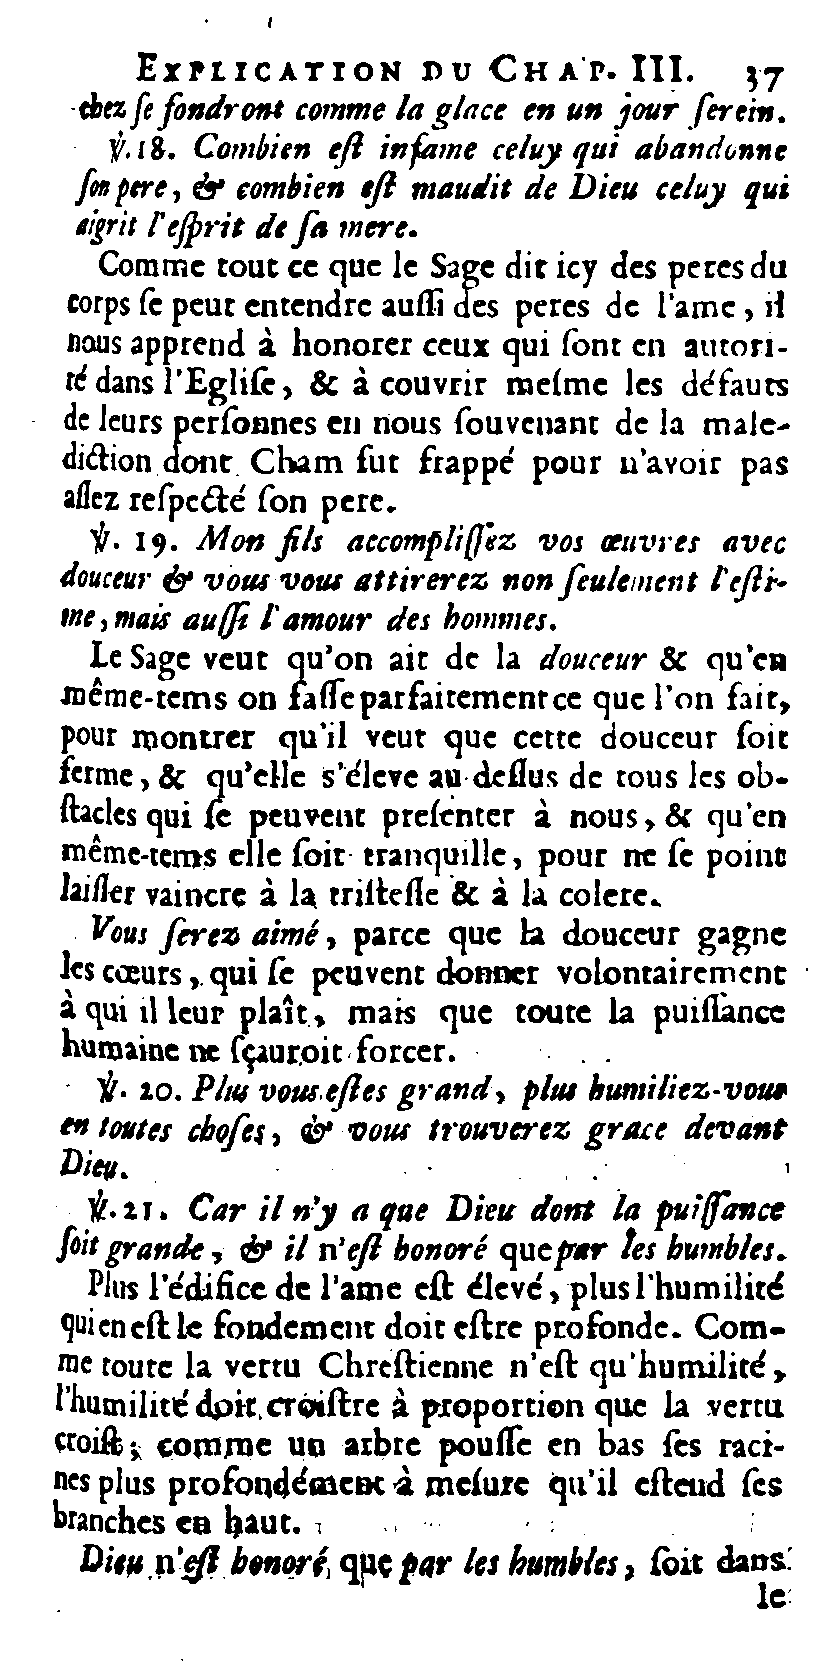 EXPLICATION DU CHAP. III. 37
chez ſe fondront comme la glace en un jour ſerein.
℣. 18. Combien eſt infame celuy qui abandonne
ſon pere, & combien eſt maudit de Dieu celuy qui
aigrit l'eſprit de ſa mere.
Comme tout ce que le Sage dit icy des peres du
corps ſe peut entendre auſſi des peres de l'ame, il
nous apprend à honorer ceux qui ſont en autori-
té dans l'Egliſe, & à couvrir meſme les défauts
de leurs perſonnes en nous ſouvenant de la male-
diction dont Cham fut frappé pour n'avoir pas
aſſez reſpecté ſon pere.
℣. 19. Mon fils accompliſſez vos œuvres avec
douceur & vous vous attirerez non ſeulement l'eſti-
me, mais auſſi l'amour des hommes.
Le Sage veut qu'on ait de la douceur & qu'en
même-tems on faſſe parfaitement ce que l'on fait,
pour montrer qu'il veut que cette douceur ſoit
ferme, & qu'elle s'éleve au deſſus de tous les ob-
ſtacles qui ſe peuvent preſenter à nous, & qu'en
même-tems elle ſoit tranquille, pour ne ſe point
laiſſer vaincre à la triſteſſe & à la colere.
Vous ſerez aimé, parce que la douceur gagne
les cœurs, qui ſe peuvent donner volontairement
à qui il leur plaît, mais que toute la puiſſance
humaine ne ſçauroit forcer.
℣. 20. Plus vous eſtes grand, plus humiliez-vous
en toutes choſes, & vous trouverez grace devant
Dieu.
℣. 21. Car il n'y a que Dieu dont la puiſſance
ſoit grande, & il n'eſt honoré que par les humbles.
Plus l'édifice de l'ame eſt élevé, plus l'humilité
qui en eſt le fondement doit eſtre profonde. Com-
me toute la vertu Chreſtienne n'eſt qu'humilité,
l'humilité doit croiſtre à proportion que la vertu
croiſt; comme un arbre pouſſe en bas ſes raci-
nes plus profondément à meſure qu'il eſtend ſes
branches en haut.
Dieu n'eſt honoré que par les humbles, ſoit dans
le